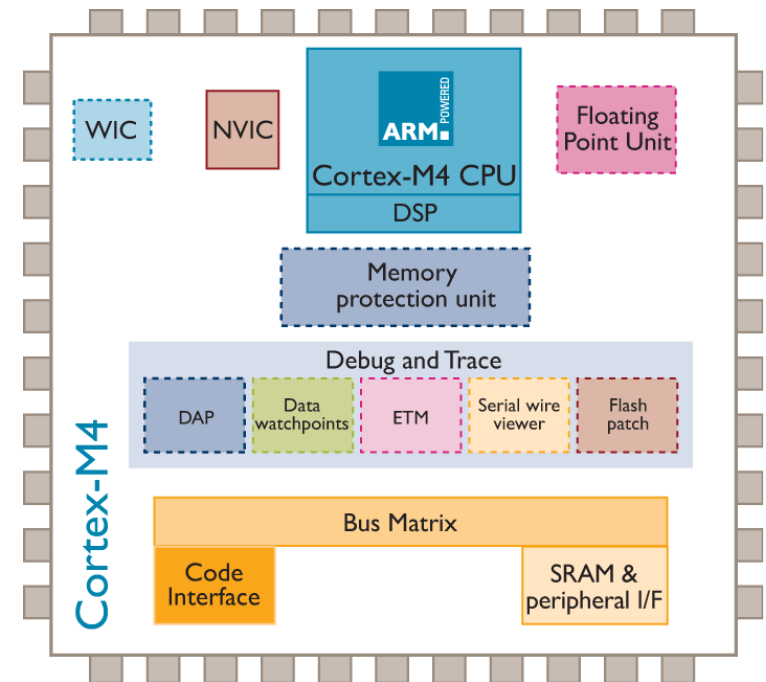 WIC
NVIC
ARM
POWERED
Cortex-M4 CPU
DSP
Floating
Point Unit
Memory
protection unit
Debug and Trace
DAP
Data
watchpoints
ETM
Serial wire
viewer
Flash
patch
Cortex-M4
Bus Matrix
Code
Interface
SRAM &
peripheral I/F